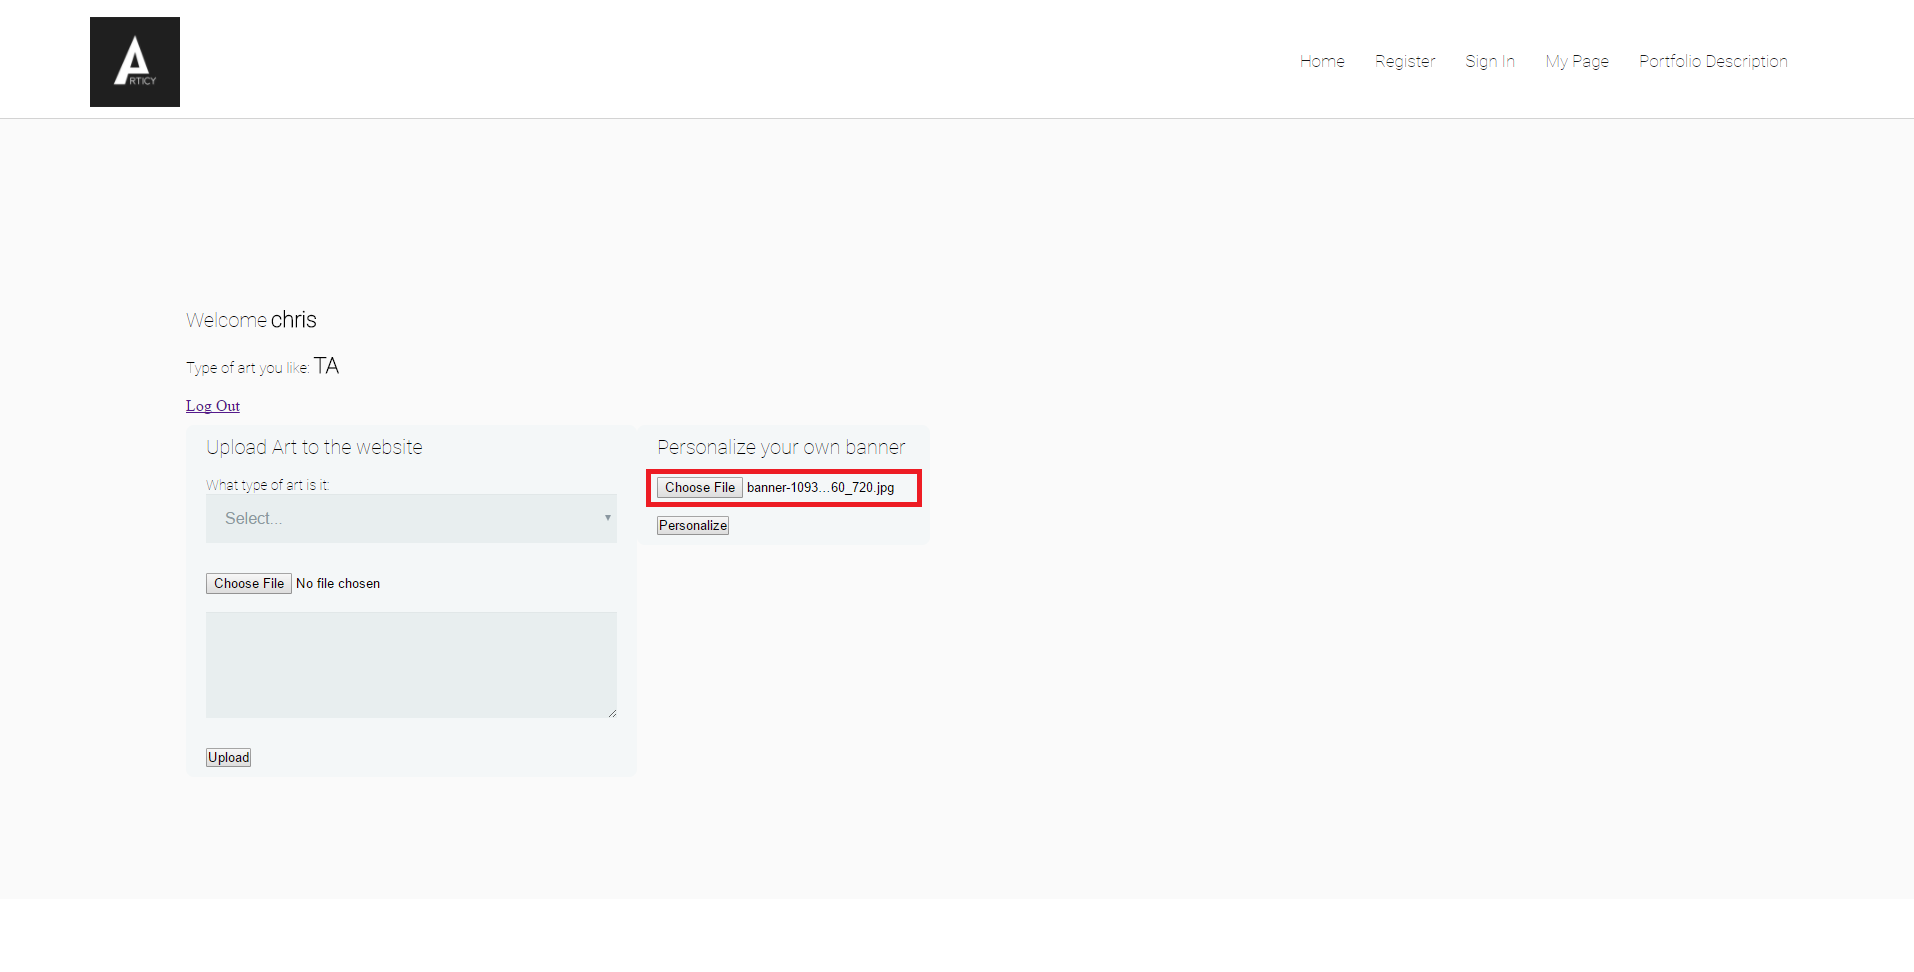 A
RTICY
Home Register Sign In My Page Portfolio Description
Welcome chris
Type of art you like: TA
Log Out
Upload Art to the website
What type of art is it:
Select...
Choose File No file chosen
Upload
Personalize your own banner
Choose File banner-1093...60_720.jpg
Personalize